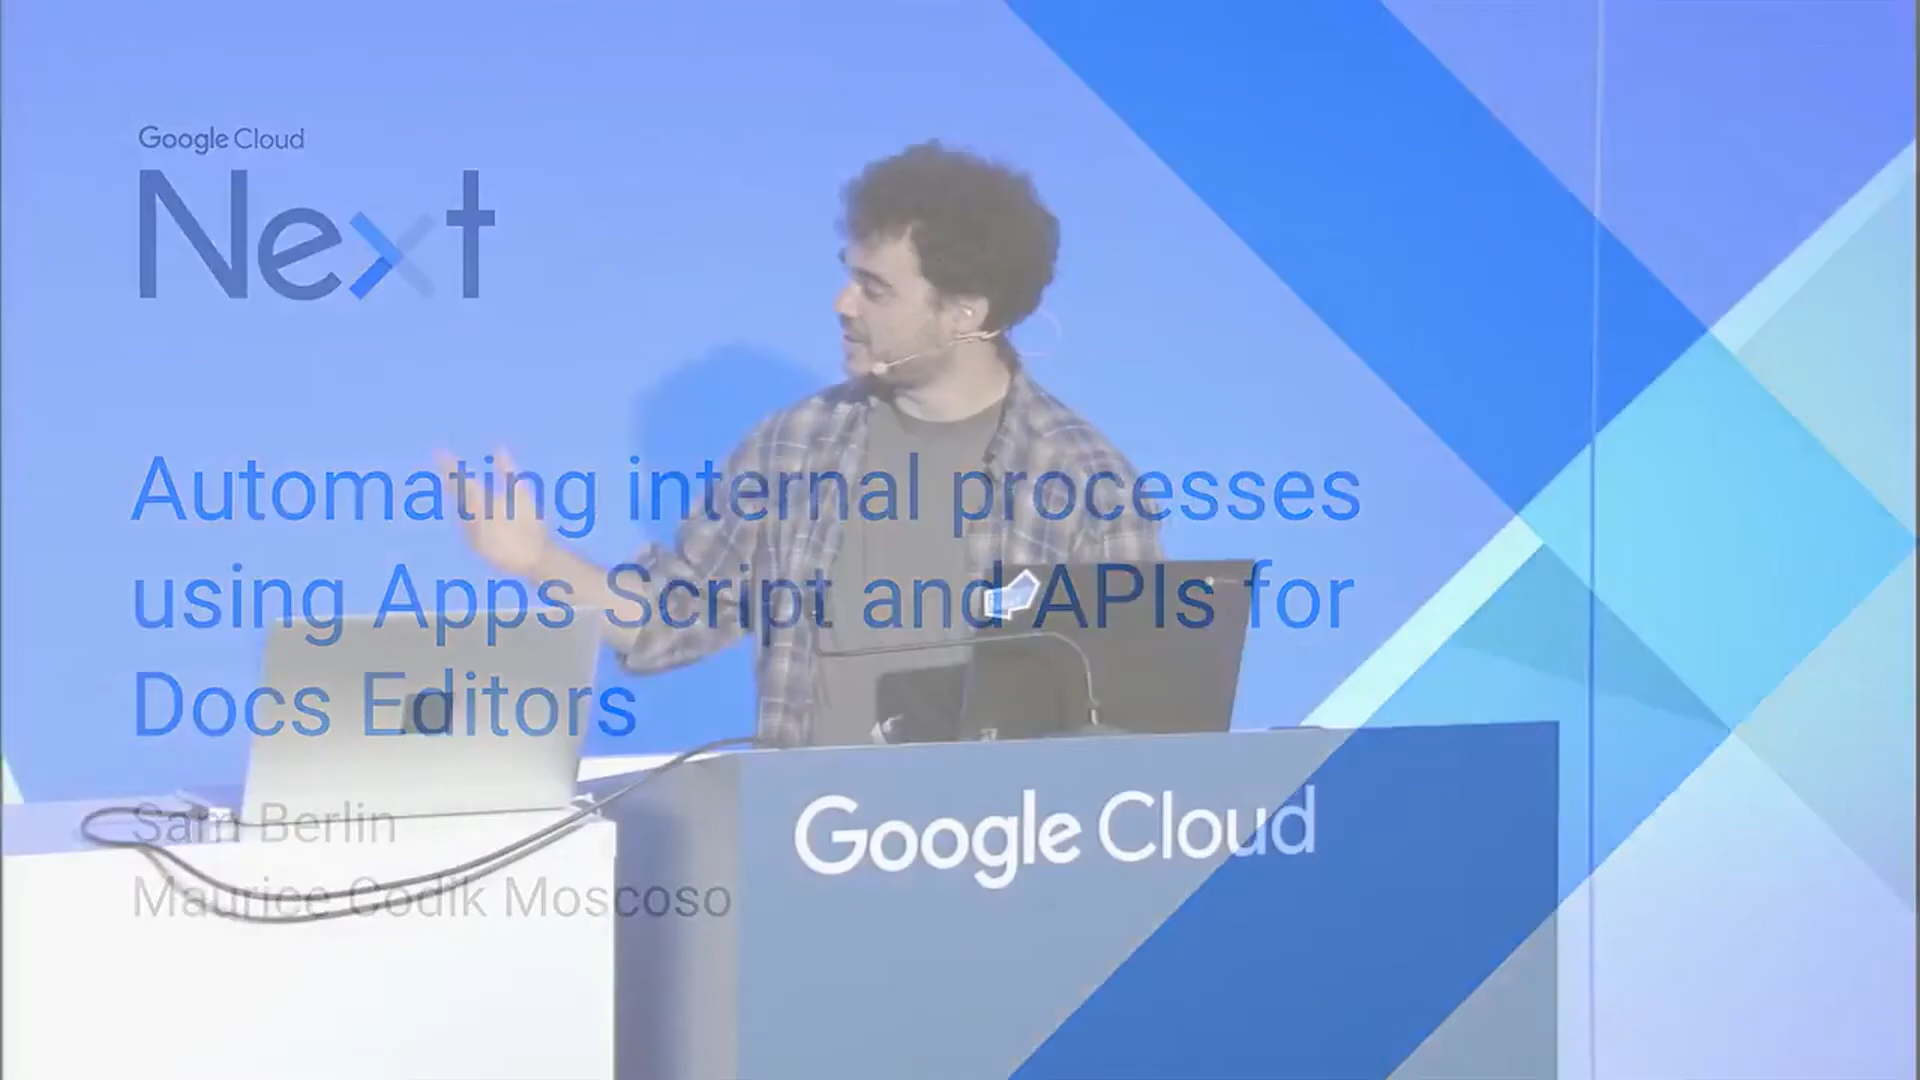 Google Cloud
Next
Automating internal processes
using Apps Script and APIs for
Docs Editors
Sam Berlin
Maurice Codik Moscoso
Google Cloud